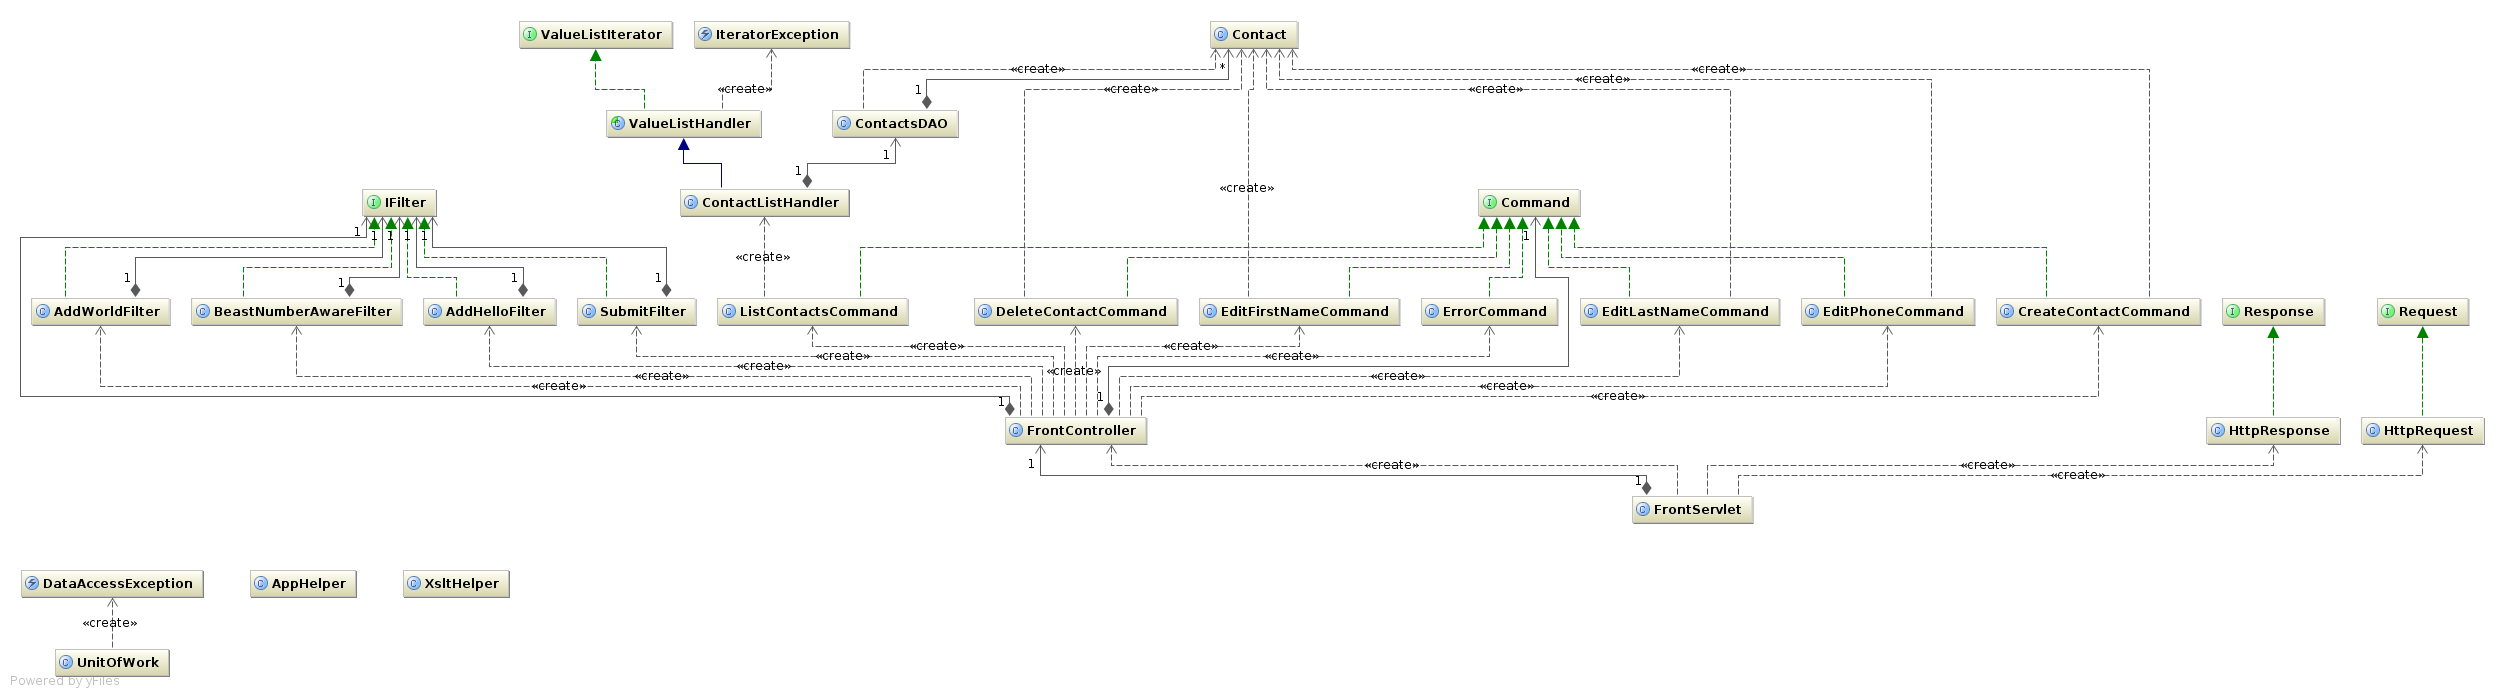 ValueListIterator
IteratorException
Contact
«create»
*
«create»
«create»
1
«create»
«create»
«create»
ValueListHandler
ContactsDAO
1
1
«create»
IFilter
ContactListHandler
Command
1
1
1
1
1
1
«create»
1
1
1
1
AddWorldFilter
BeastNumberAwareFilter
AddHelloFilter
SubmitFilter
ListContactsCommand
DeleteContactCommand
EditFirstNameCommand
ErrorCommand
EditLastNameCommand
EditPhoneCommand
CreateContactCommand
Response
Request
«create»
«create»
«create»
«create»
«create»
«create»
«create»
«create»
«create»
«create»
1
1
«create»
FrontController
HttpResponse
HttpRequest
1
«create»
«create»
«create»
1
FrontServlet
DataAccessException
AppHelper
XsltHelper
«create»
UnitOfWork
Powered by yFiles